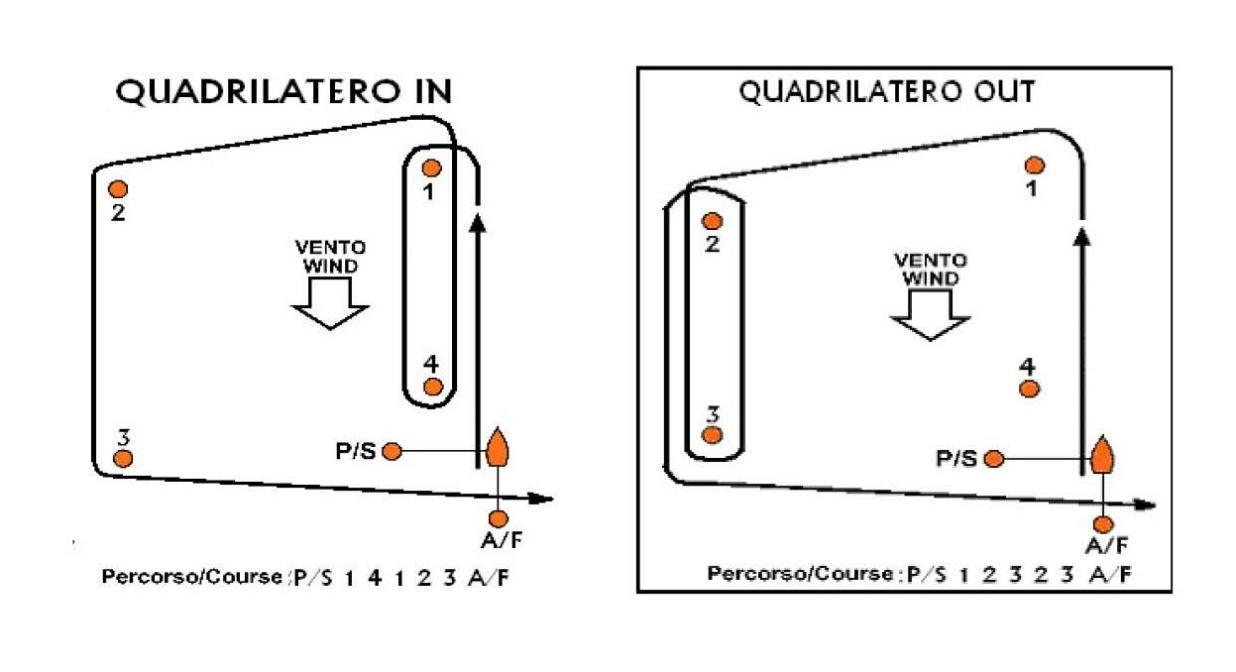 QUADRILATERO IN
1
2
VENTO
WIND
4
3
P/S
A/F
Percorso/Course:P/S 1 4 1 2 3 A/F
QUADRILATERO OUT
1
2
VENTO
WIND
4
3
P/S
A/F
Percorso/Course:P/S 1 2 3 2 3 A/F